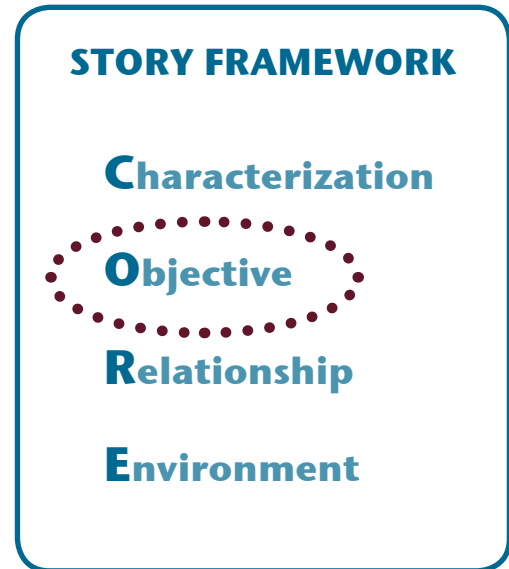 STORY FRAMEWORK
Characterization
Objective
Relationship
Environment